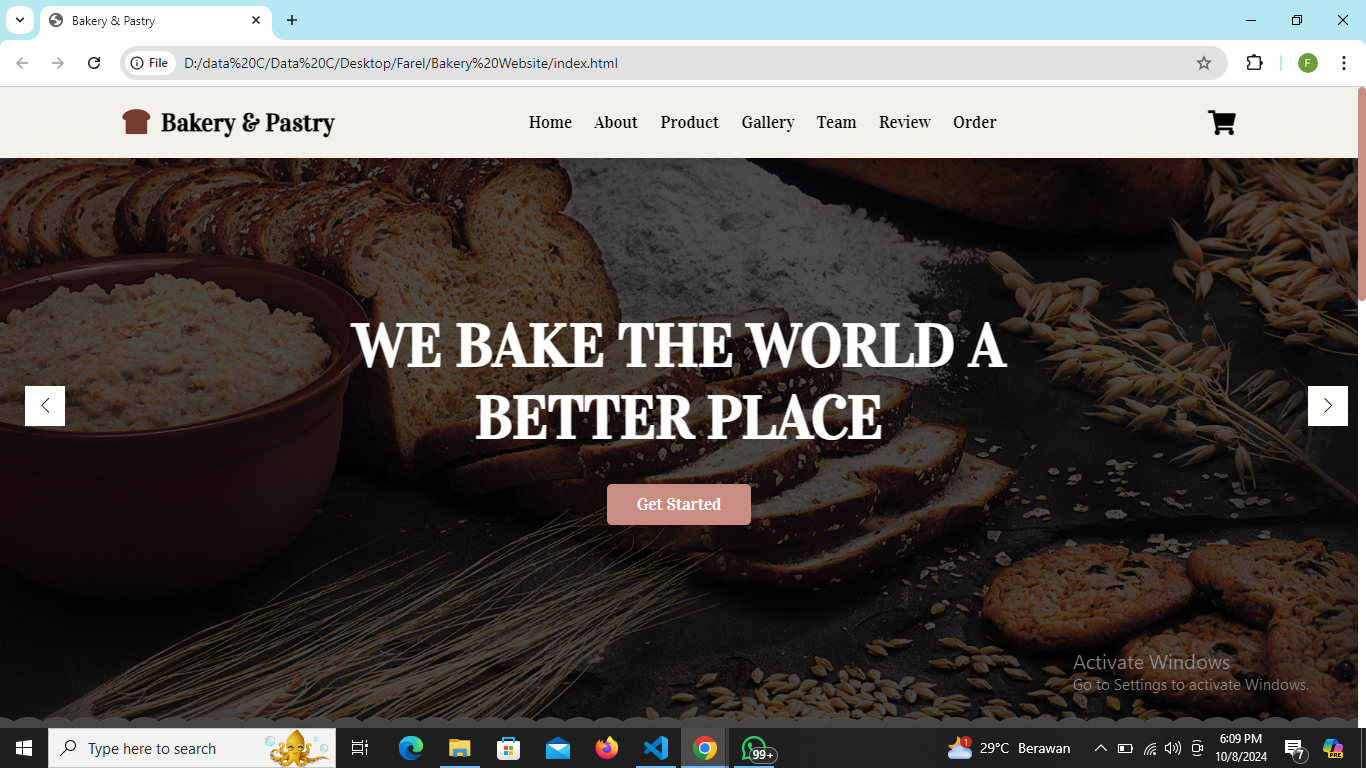 Bakery & Pastry
File
D:/data%20C/Data%20C/Desktop/Farel/Bakery%20Website/index.html
F
Bakery & Pastry
Home About Product Gallery Team Review Order
WE BAKE THE WORLD A
BETTER PLACE
Get Started
Activate Windows
Go to Settings to activate Windows.
Type here to search
99+
1
29°C Berawan
6:09 PM
10/8/2024
7
PRE